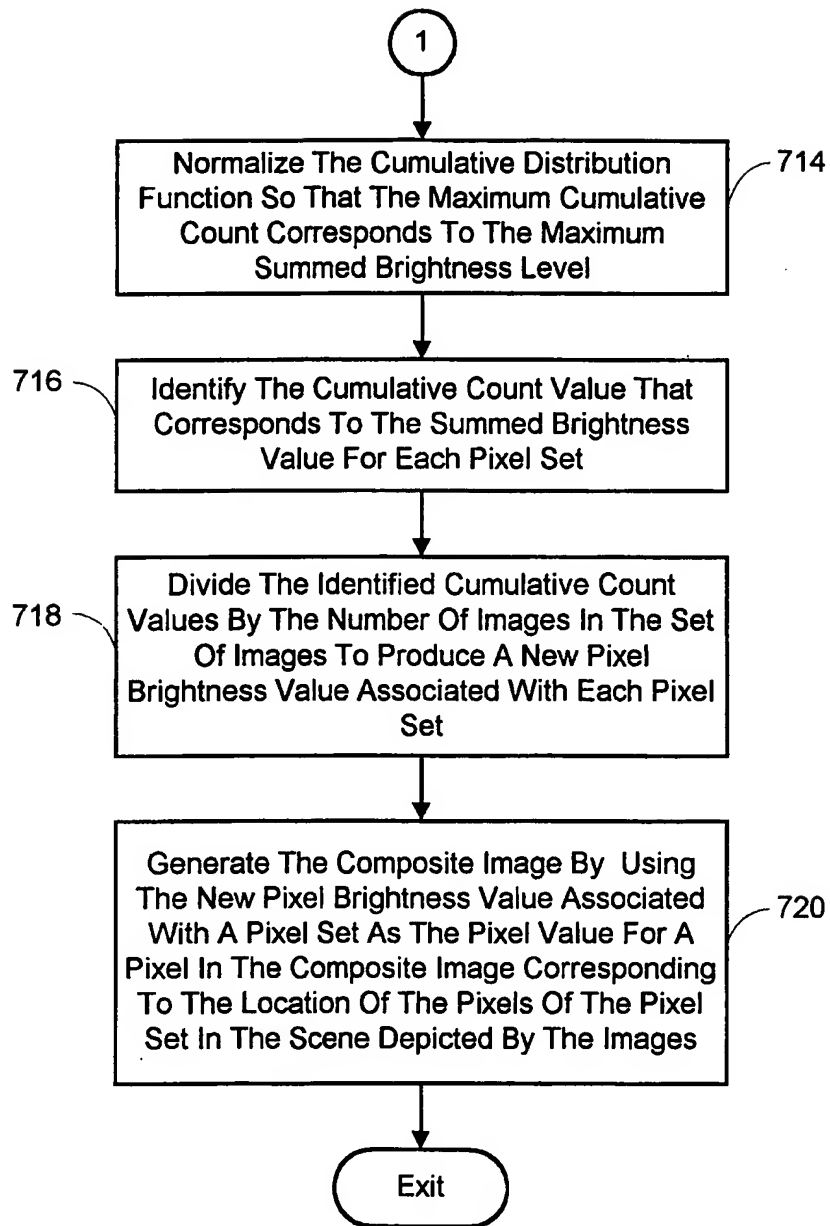 1
Normalize The Cumulative Distribution
Function So That The Maximum Cumulative
Count Corresponds To The Maximum
Summed Brightness Level
714
716
Identify The Cumulative Count Value That
Corresponds To The Summed Brightness
Value For Each Pixel Set
718
Divide The Identified Cumulative Count
Values By The Number Of Images In The Set
Of Images To Produce A New Pixel
Brightness Value Associated With Each Pixel
Set
Generate The Composite Image By Using
The New Pixel Brightness Value Associated
With A Pixel Set As The Pixel Value For A
Pixel In The Composite Image Corresponding
To The Location Of The Pixels Of The Pixel
Set In The Scene Depicted By The Images
720
Exit